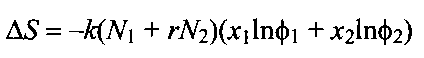 ΔS = –k(N₁ + rN₂)(x₁lnϕ₁ + x₂lnϕ₂)